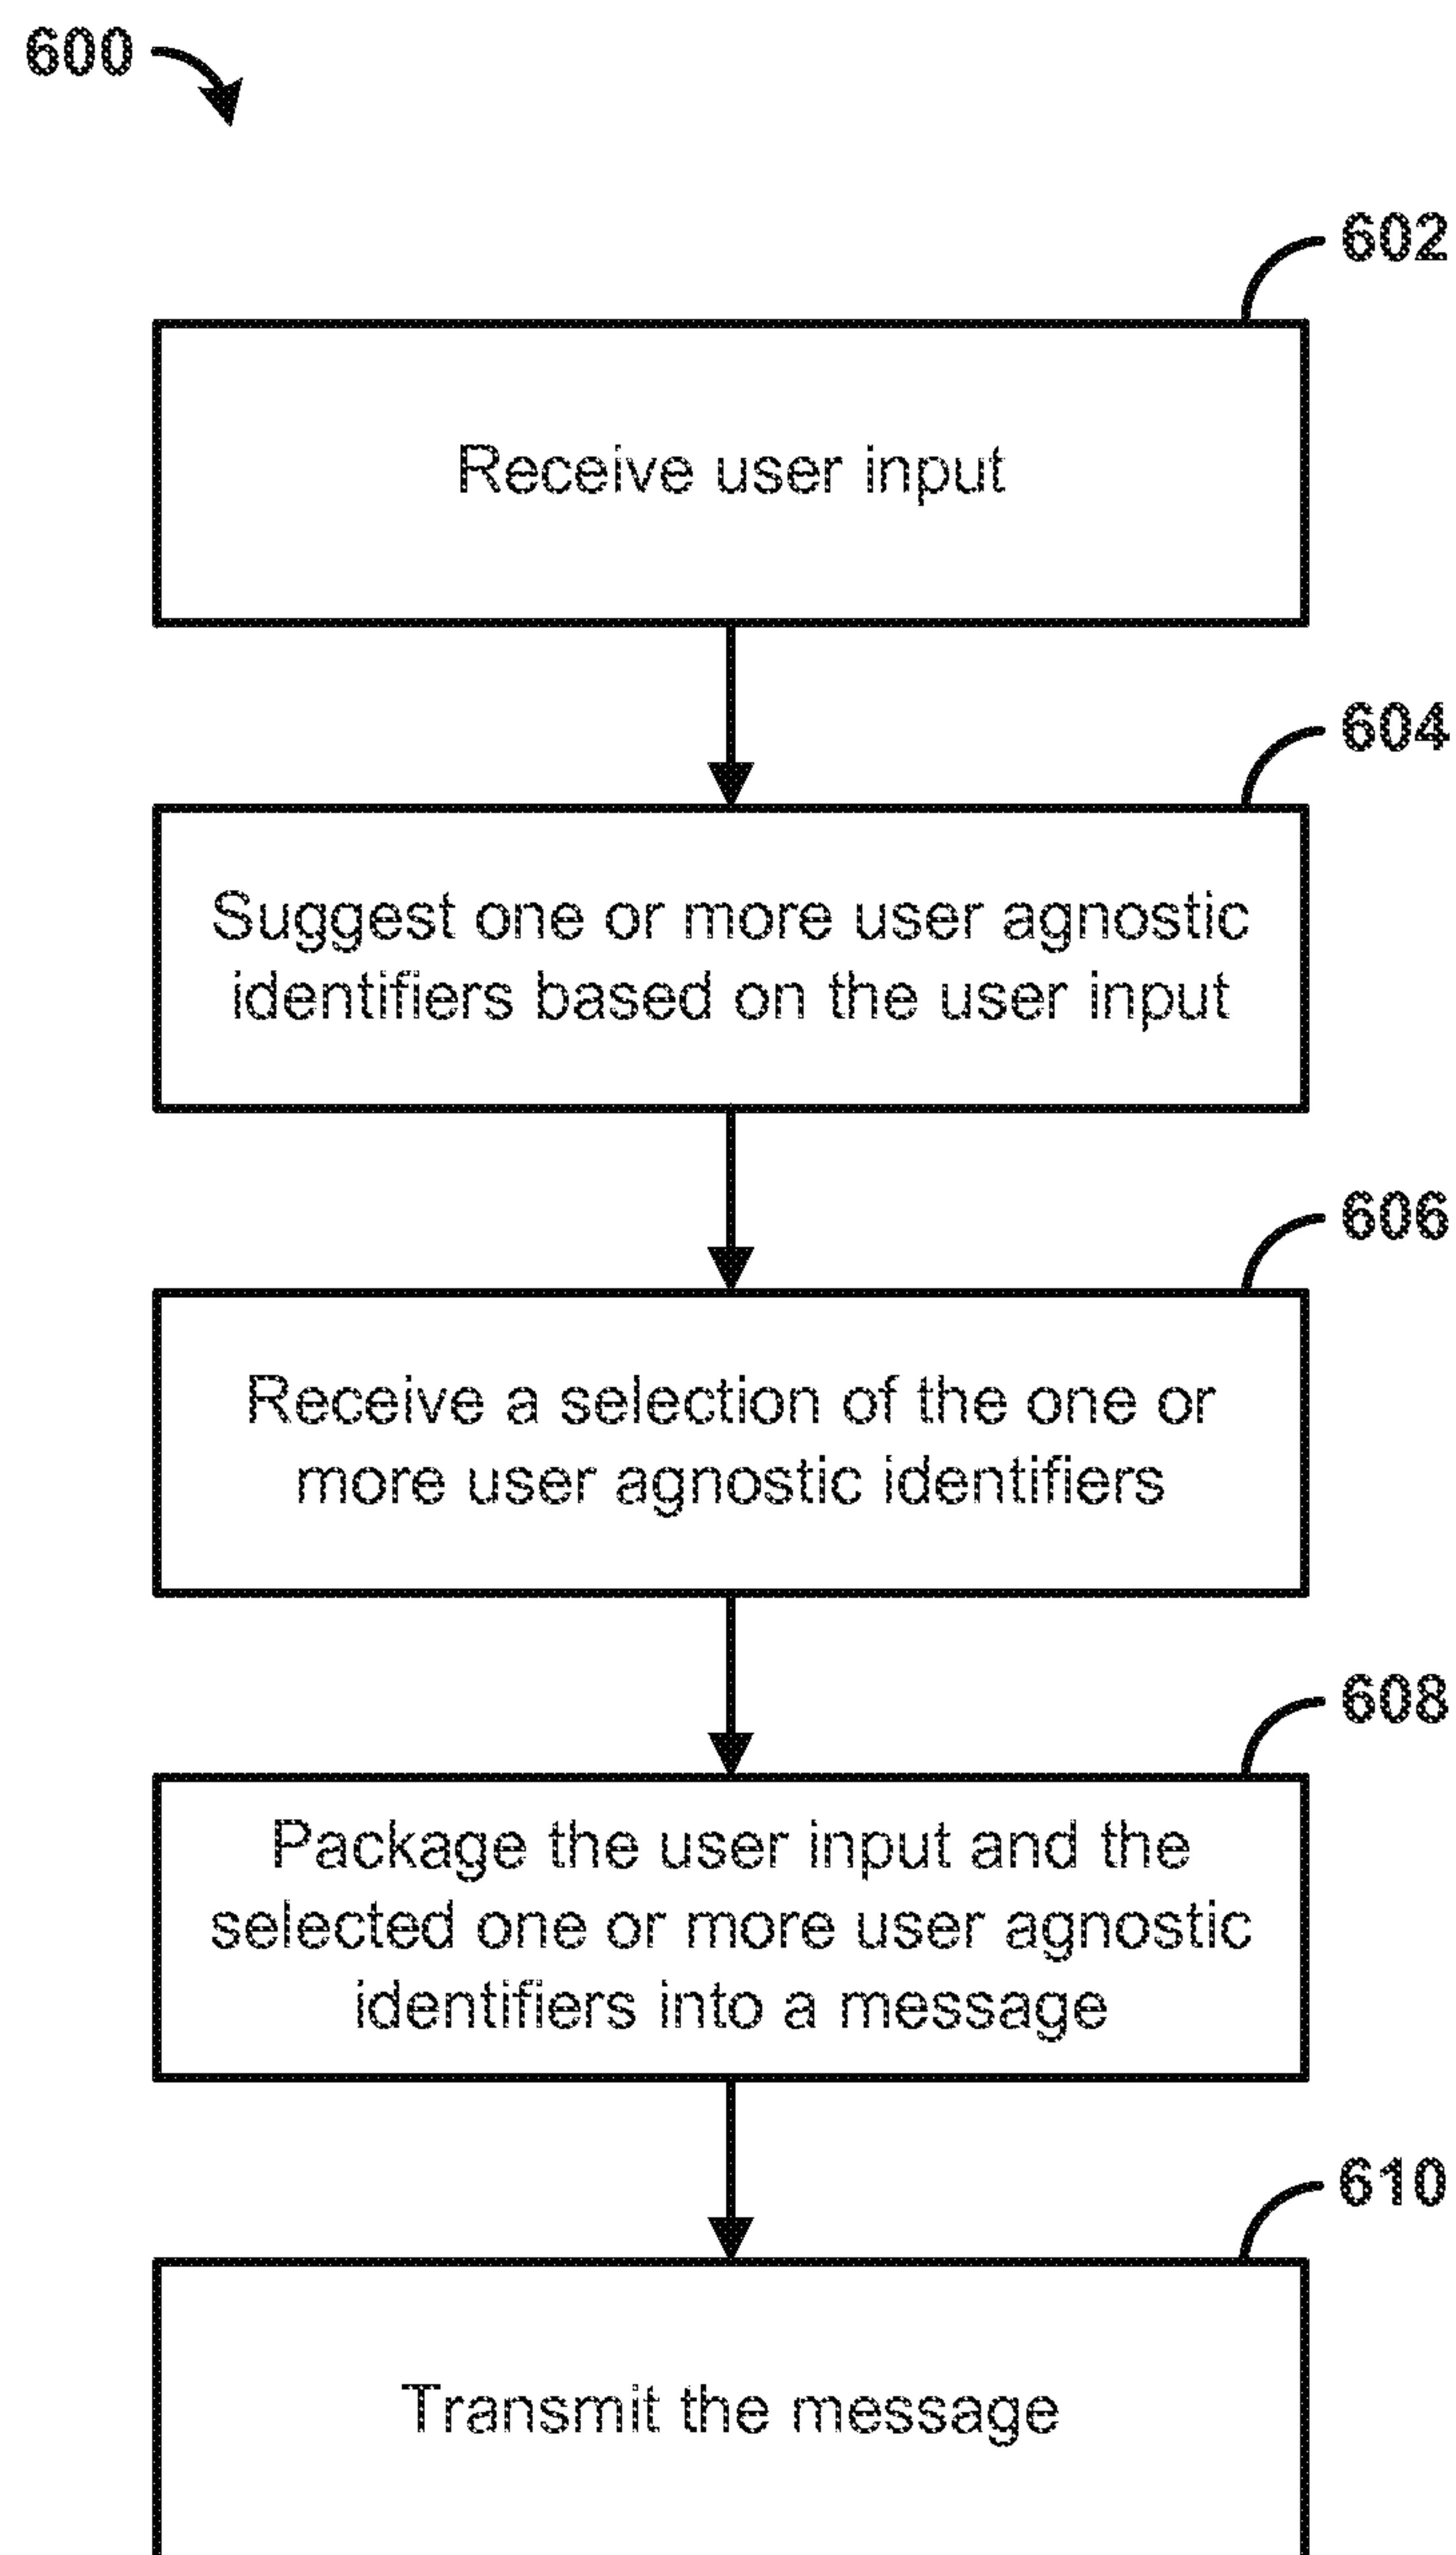 600
602
Receive user input
604
Suggest one or more user agnostic
identifiers based on the user input
606
Receive a selection of the one or
more user agnostic identifiers
608
Package the user input and the
selected one or more user agnostic
identifiers into a message
610
Transmit the message